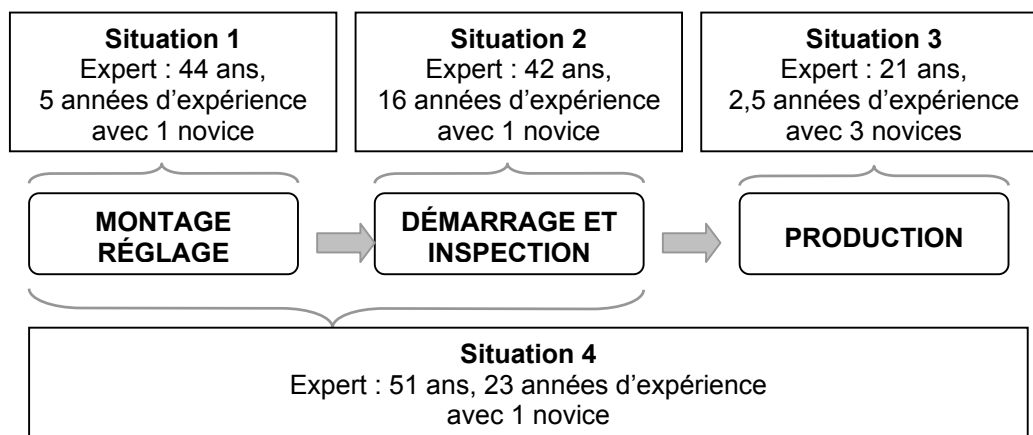 Situation 1
Expert : 44 ans,
5 années d’expérience
avec 1 novice
Situation 2
Expert : 42 ans,
16 années d’expérience
avec 1 novice
Situation 3
Expert : 21 ans,
2,5 années d’expérience
avec 3 novices
MONTAGE
RÉGLAGE
DÉMARRAGE ET
INSPECTION
PRODUCTION
Situation 4
Expert : 51 ans, 23 années d’expérience
avec 1 novice